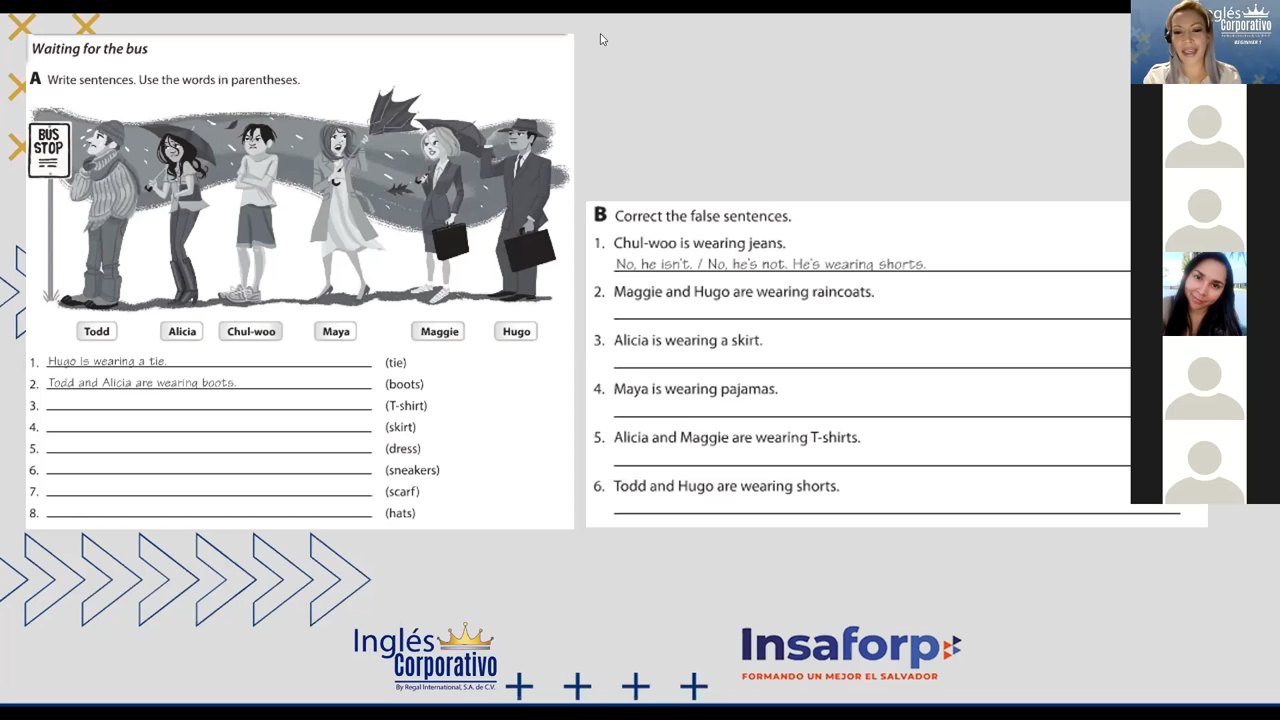 Waiting for the bus
A Write sentences. Use the words in parentheses.
BUS
STOP
Todd Alicia Chul-woo Maya Maggie Hugo
1. Hugo is wearing a tie. (tie)
2. Todd and Alicia are wearing boots. (boots)
3. (T-shirt)
4. (skirt)
5. (dress)
6. (sneakers)
7. (scarf)
8. (hats)
B Correct the false sentences.
1. Chul-woo is wearing jeans.
No, he isn't. / No, he's not. He's wearing shorts.
2. Maggie and Hugo are wearing raincoats.
3. Alicia is wearing a skirt.
4. Maya is wearing pajamas.
5. Alicia and Maggie are wearing T-shirts.
6. Todd and Hugo are wearing shorts.
glés
Corporativo
BEGINNER 1
Inglés
Corporativo
By Regal International, S.A. de C.V.
Insaforp
FORMANDO UN MEJOR EL SALVADOR